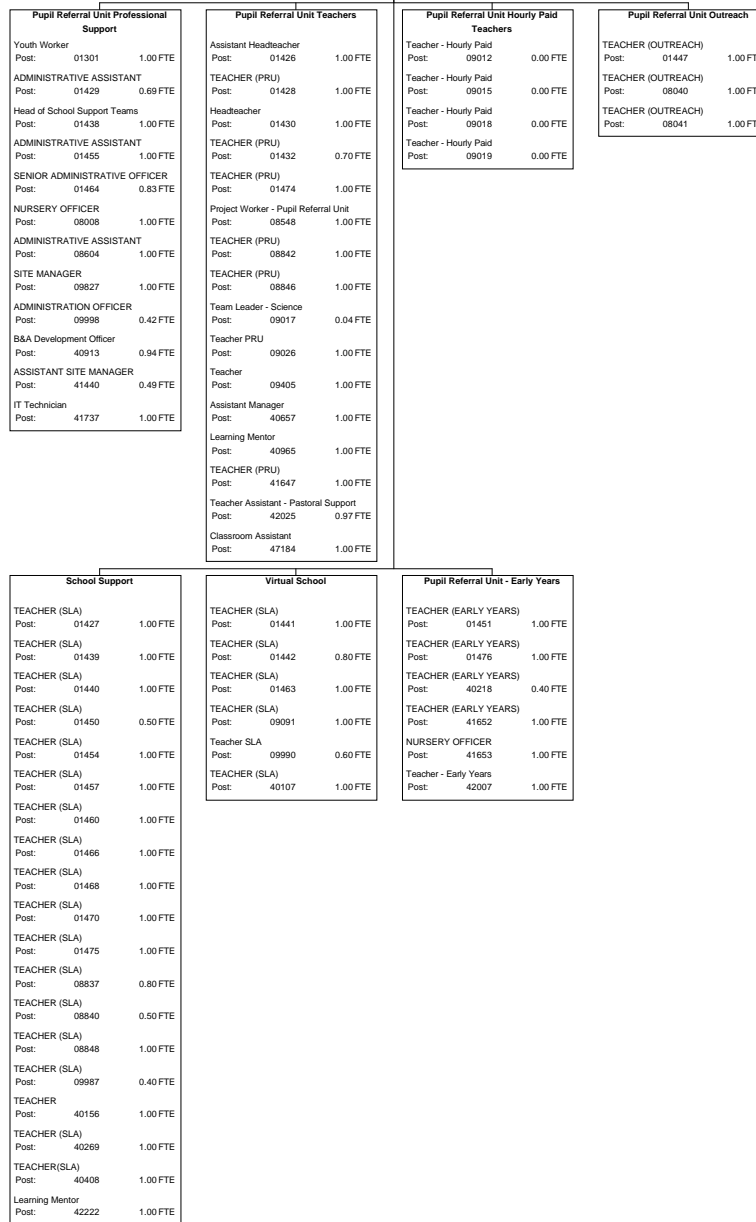 Pupil Referral Unit Professional
Support
Youth Worker
Post: 01301 1.00 FTE
ADMINISTRATIVE ASSISTANT
Post: 01429 0.69 FTE
Head of School Support Teams
Post: 01438 1.00 FTE
ADMINISTRATIVE ASSISTANT
Post: 01455 1.00 FTE
SENIOR ADMINISTRATIVE OFFICER
Post: 01464 0.83 FTE
NURSERY OFFICER
Post: 08008 1.00 FTE
ADMINISTRATIVE ASSISTANT
Post: 08604 1.00 FTE
SITE MANAGER
Post: 09827 1.00 FTE
ADMINISTRATION OFFICER
Post: 09998 0.42 FTE
B&A Development Officer
Post: 40913 0.94 FTE
ASSISTANT SITE MANAGER
Post: 41440 0.49 FTE
IT Technician
Post: 41737 1.00 FTE
Pupil Referral Unit Teachers
Assistant Headteacher
Post: 01426 1.00 FTE
TEACHER (PRU)
Post: 01428 1.00 FTE
Headteacher
Post: 01430 1.00 FTE
TEACHER (PRU)
Post: 01432 0.70 FTE
TEACHER (PRU)
Post: 01474 1.00 FTE
Project Worker - Pupil Referral Unit
Post: 08548 1.00 FTE
TEACHER (PRU)
Post: 08842 1.00 FTE
TEACHER (PRU)
Post: 08846 1.00 FTE
Team Leader - Science
Post: 09017 0.04 FTE
Teacher PRU
Post: 09026 1.00 FTE
Teacher
Post: 09405 1.00 FTE
Assistant Manager
Post: 40657 1.00 FTE
Learning Mentor
Post: 40965 1.00 FTE
TEACHER (PRU)
Post: 41647 1.00 FTE
Teacher Assistant - Pastoral Support
Post: 42025 0.97 FTE
Classroom Assistant
Post: 47184 1.00 FTE
Pupil Referral Unit Hourly Paid
Teachers
Teacher - Hourly Paid
Post: 09012 0.00 FTE
Teacher - Hourly Paid
Post: 09015 0.00 FTE
Teacher - Hourly Paid
Post: 09018 0.00 FTE
Teacher - Hourly Paid
Post: 09019 0.00 FTE
Pupil Referral Unit Outreach
TEACHER (OUTREACH)
Post: 01447 1.00 FT
TEACHER (OUTREACH)
Post: 08040 1.00 FT
TEACHER (OUTREACH)
Post: 08041 1.00 FT
School Support
TEACHER (SLA)
Post: 01427 1.00 FTE
TEACHER (SLA)
Post: 01439 1.00 FTE
TEACHER (SLA)
Post: 01440 1.00 FTE
TEACHER (SLA)
Post: 01450 0.50 FTE
TEACHER (SLA)
Post: 01454 1.00 FTE
TEACHER (SLA)
Post: 01457 1.00 FTE
TEACHER (SLA)
Post: 01460 1.00 FTE
TEACHER (SLA)
Post: 01466 1.00 FTE
TEACHER (SLA)
Post: 01468 1.00 FTE
TEACHER (SLA)
Post: 01470 1.00 FTE
TEACHER (SLA)
Post: 01475 1.00 FTE
TEACHER (SLA)
Post: 08837 0.80 FTE
TEACHER (SLA)
Post: 08840 0.50 FTE
TEACHER (SLA)
Post: 08848 1.00 FTE
TEACHER (SLA)
Post: 09987 0.40 FTE
TEACHER
Post: 40156 1.00 FTE
TEACHER (SLA)
Post: 40269 1.00 FTE
TEACHER(SLA)
Post: 40408 1.00 FTE
Learning Mentor
Post: 42222 1.00 FTE
Virtual School
TEACHER (SLA)
Post: 01441 1.00 FTE
TEACHER (SLA)
Post: 01442 0.80 FTE
TEACHER (SLA)
Post: 01463 1.00 FTE
TEACHER (SLA)
Post: 09091 1.00 FTE
Teacher SLA
Post: 09990 0.60 FTE
TEACHER (SLA)
Post: 40107 1.00 FTE
Pupil Referral Unit - Early Years
TEACHER (EARLY YEARS)
Post: 01451 1.00 FTE
TEACHER (EARLY YEARS)
Post: 01476 1.00 FTE
TEACHER (EARLY YEARS)
Post: 40218 0.40 FTE
TEACHER (EARLY YEARS)
Post: 41652 1.00 FTE
NURSERY OFFICER
Post: 41653 1.00 FTE
Teacher - Early Years
Post: 42007 1.00 FTE